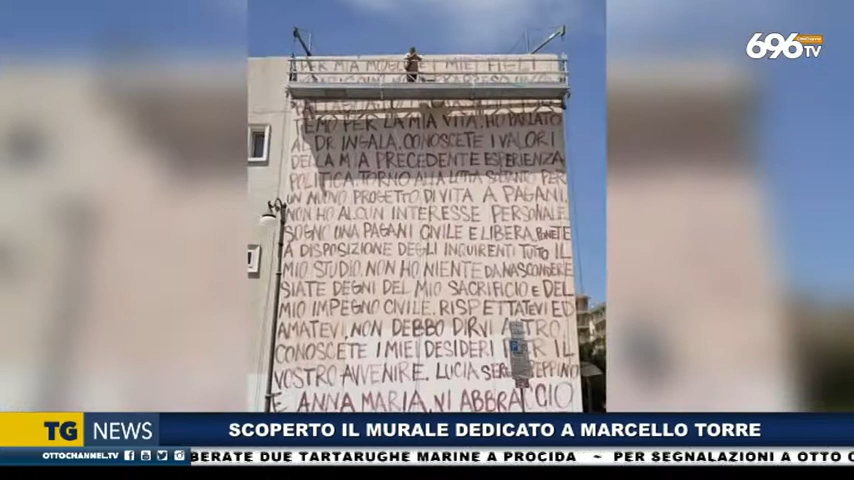 696 TV
A PER MIA MOGLIE E I MIEI FIGLI
TEMO PER LA MIA VITA. HO PARLATO
AL DR. INGALA. CONOSCETE I VALORI
DELLA MIA PRECEDENTE ESPERIENZA
POLITICA. TORNO ALLA LOTTA SOLTANTO PER
UN NUOVO PROGETTO DI VITA A PAGANI.
NON HO ALCUN INTERESSE PERSONALE.
SOGNO UNA PAGANI CIVILE E LIBERA. PONETE
A DISPOSIZIONE DEGLI INQUIRENTI TUTTO IL
MIO STUDIO. NON HO NIENTE DA NASCONDERE
SIATE DEGNI DEL MIO SACRIFICIO E DEL
MIO IMPEGNO CIVILE. RISPETTATEVI ED
AMATEVI. NON DEBBO DIRVI ALTRO.
CONOSCETE I MIEI DESIDERI PER IL
VOSTRO AVVENIRE. LUCIA SERE PEPPINO
E ANNA MARIA. VI ABBRACCIO
TG NEWS
SCOPERTO IL MURALE DEDICATO A MARCELLO TORRE
OTTOCHANNEL.TV
BERATE DUE TARTARUGHE MARINE A PROCIDA ~ PER SEGNALAZIONI A OTTO C